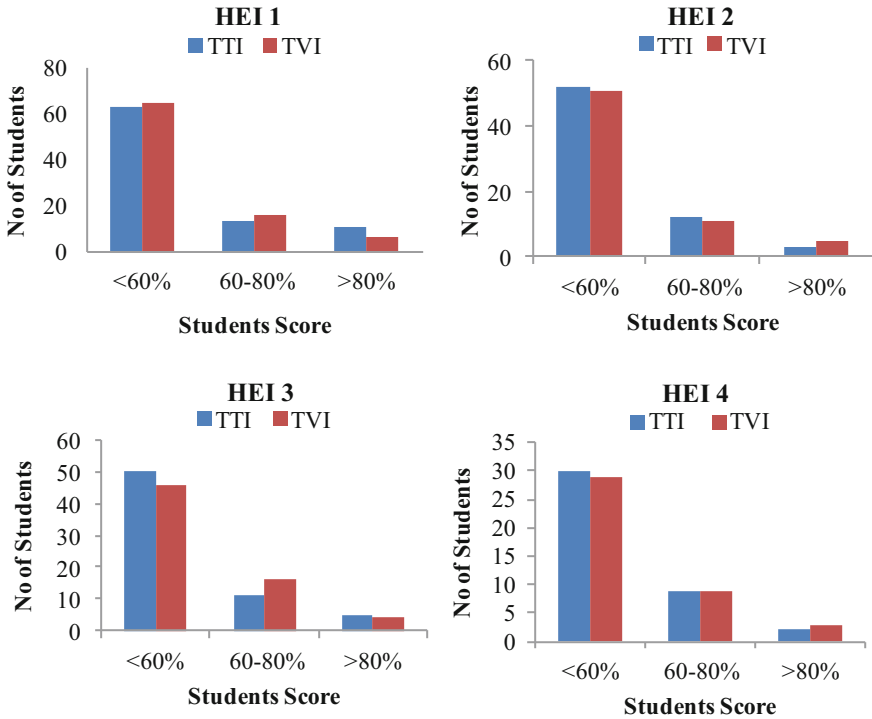 HEI 1
TTI TVI
No of Students
80
60
40
20
0
<60% 60-80% >80%
Students Score
HEI 2
TTI TVI
No of Students
60
40
20
0
<60% 60-80% >80%
Students Score
HEI 3
TTI TVI
No of Students
60
50
40
30
20
10
0
<60% 60-80% >80%
Students Score
HEI 4
TTI TVI
No of Students
35
30
25
20
15
10
5
0
<60% 60-80% >80%
Students Score